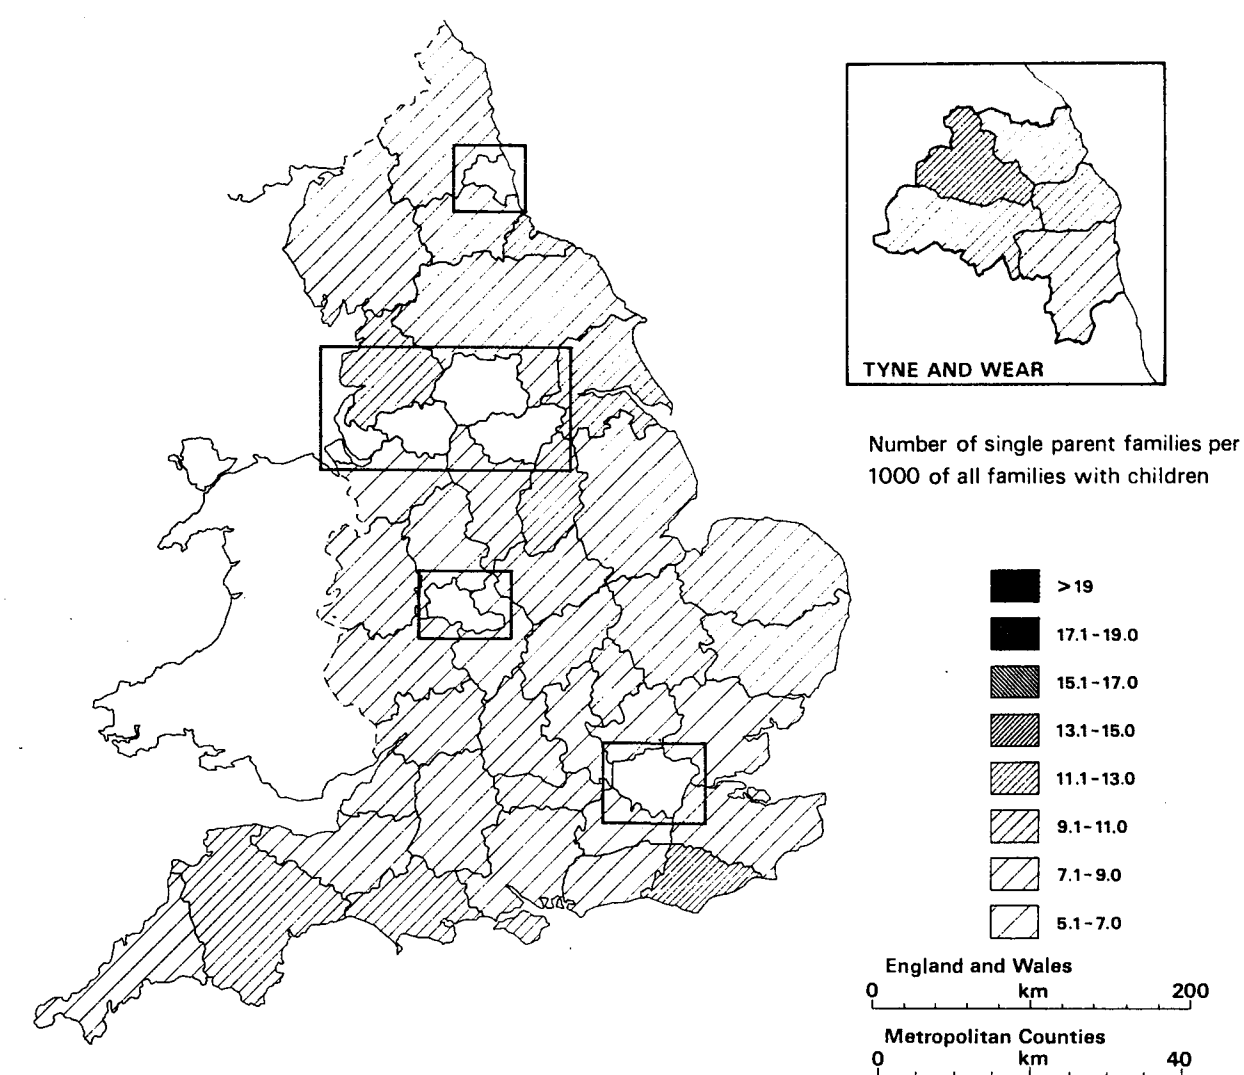 TYNE AND WEAR
Number of single parent families per
1000 of all families with children
>19
17.1-19.0
15.1-17.0
13.1-15.0
11.1-13.0
9.1-11.0
7.1-9.0
5.1-7.0
England and Wales
0 km 200
Metropolitan Counties
0 km 40